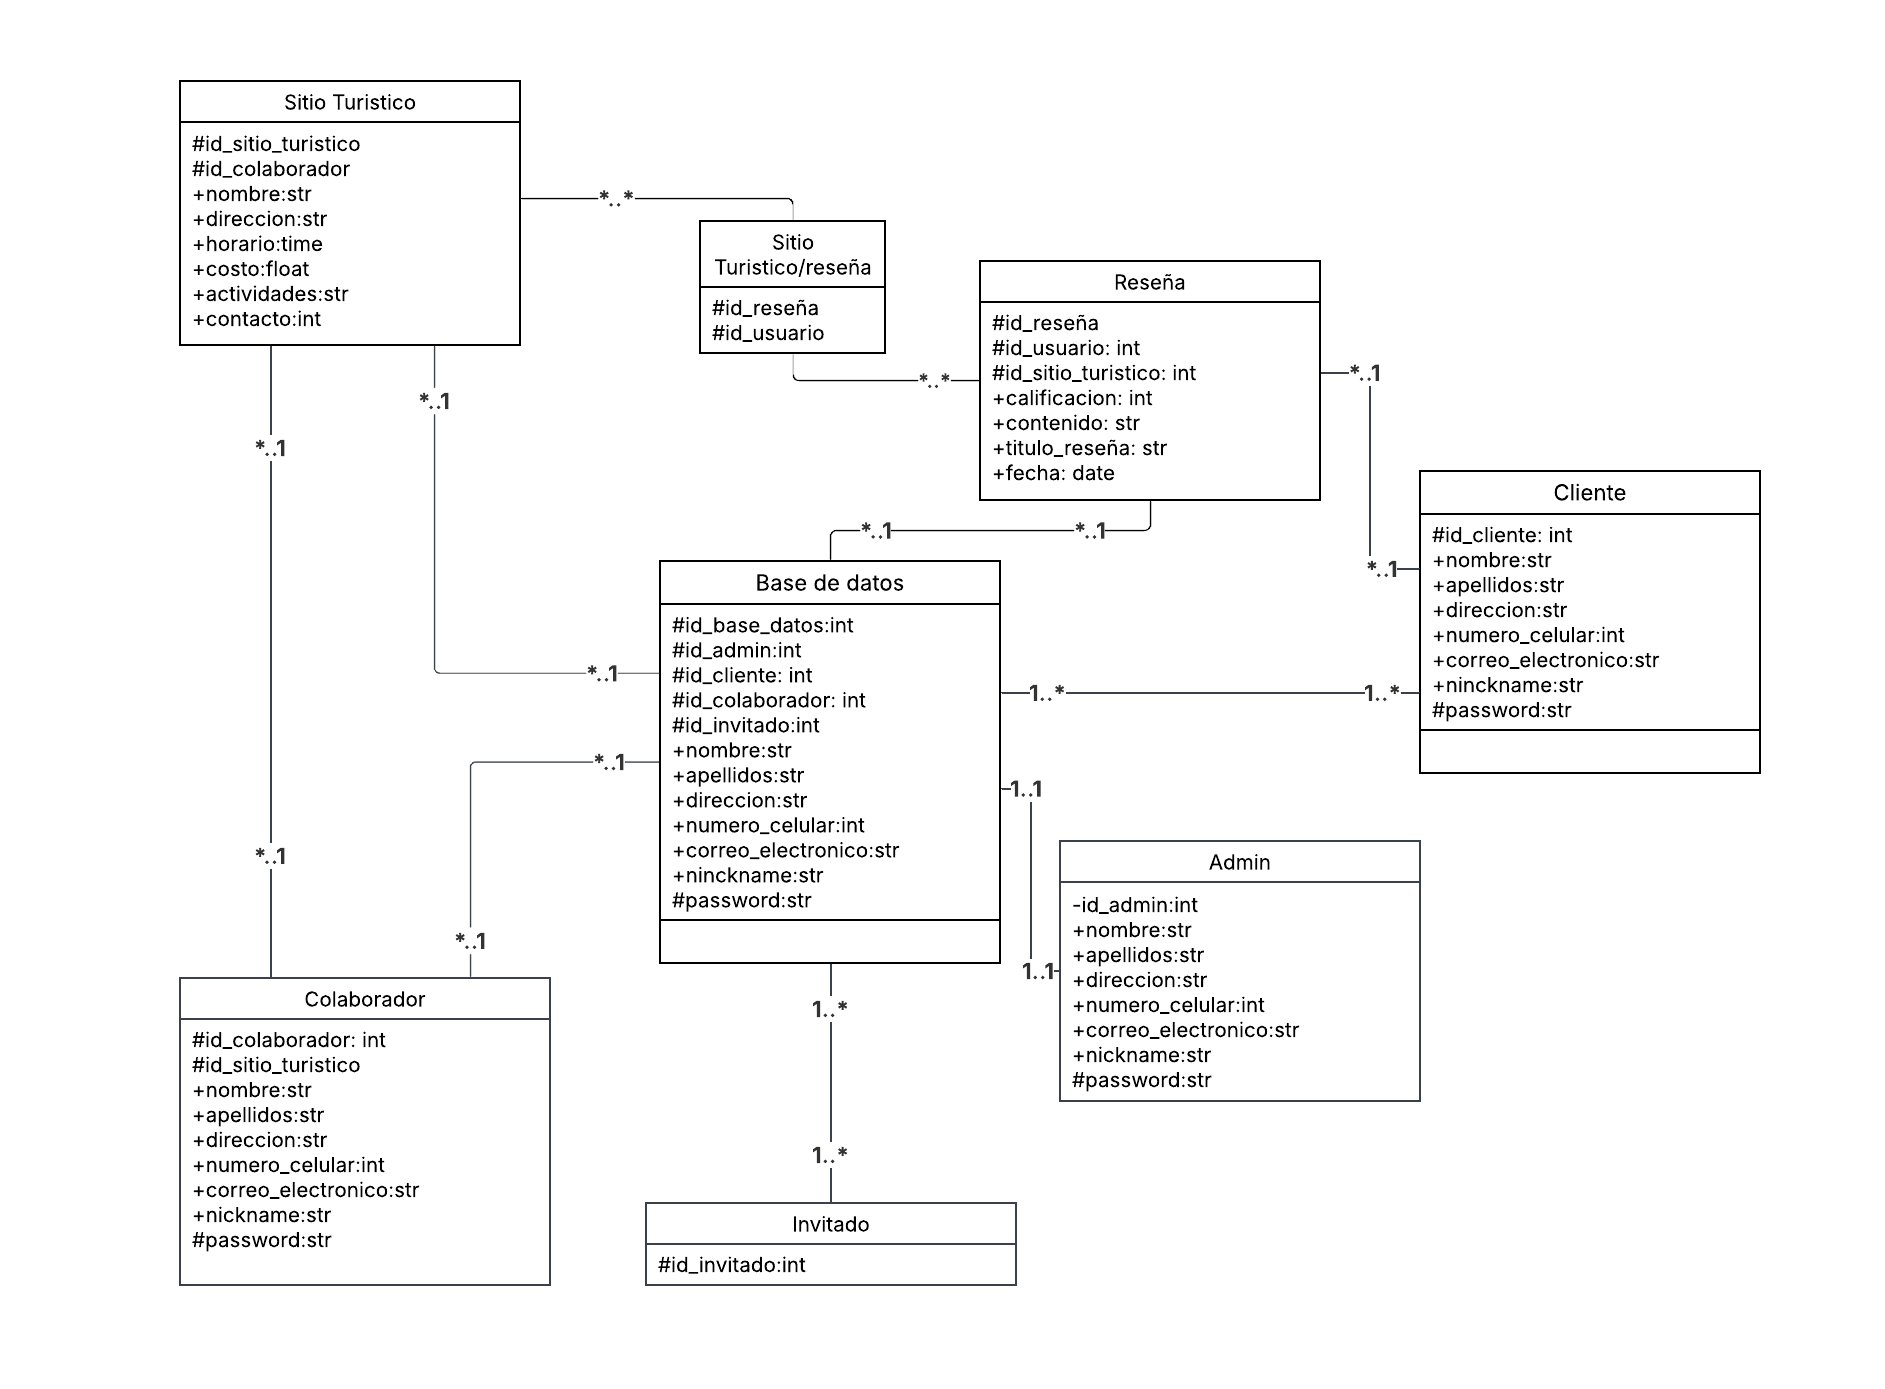 Sitio Turistico
#id_sitio_turistico
#id_colaborador
+nombre:str
+direccion:str
+horario:time
+costo:float
+actividades:str
+contacto:int
*..*
Sitio
Turistico/reseña
#id_reseña
#id_usuario
*..*
Reseña
#id_reseña
#id_usuario: int
#id_sitio_turistico: int
+calificacion: int
+contenido: str
+titulo_reseña: str
+fecha: date
*..1
*..1
*..1
*..1
*..1
*..1
Cliente
#id_cliente: int
+nombre:str
+apellidos:str
+direccion:str
+numero_celular:int
+correo_electronico:str
+ninckname:str
#password:str
Base de datos
#id_base_datos:int
#id_admin:int
#id_cliente: int
#id_colaborador: int
#id_invitado:int
+nombre:str
+apellidos:str
+direccion:str
+numero_celular:int
+correo_electronico:str
+ninckname:str
#password:str
*..1
1..*
1..*
*..1
1..1
*..1
*..1
1..1
Admin
-id_admin:int
+nombre:str
+apellidos:str
+direccion:str
+numero_celular:int
+correo_electronico:str
+nickname:str
#password:str
Colaborador
#id_colaborador: int
#id_sitio_turistico
+nombre:str
+apellidos:str
+direccion:str
+numero_celular:int
+correo_electronico:str
+nickname:str
#password:str
1..*
1..*
Invitado
#id_invitado:int